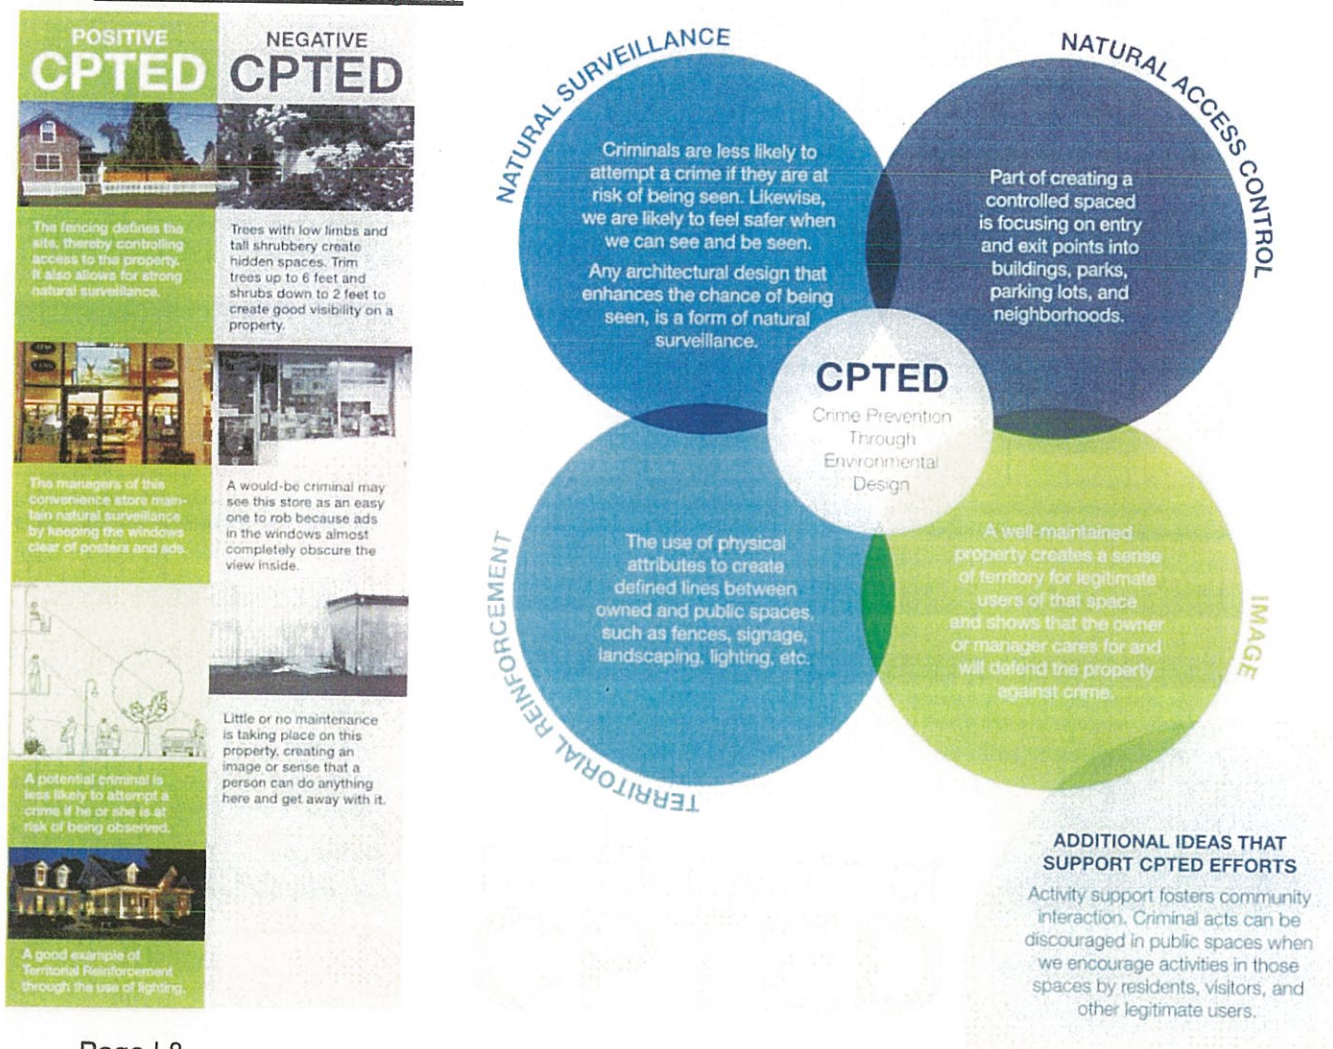 POSITIVE
CPTED
The fencing defines the
site, thereby controlling
access to the property.
It also allows for strong
natural surveillance.
The managers of this
convenience store main-
tain natural surveillance
by keeping the windows
clear of posters and ads.
A potential criminal is
less likely to attempt a
crime if he or she is at
risk of being observed.
A good example of
Territorial Reinforcement
through the use of lighting.
NEGATIVE
CPTED
Trees with low limbs and
tall shrubbery create
hidden spaces. Trim
trees up to 6 feet and
shrubs down to 2 feet to
create good visibility on a
property.
A would-be criminal may
see this store as an easy
one to rob because ads
in the windows almost
completely obscure the
view inside.
Little or no maintenance
is taking place on this
property, creating an
image or sense that a
person can do anything
here and get away with it.
NATURAL SURVEILLANCE
Criminals are less likely to
attempt a crime if they are at
risk of being seen. Likewise,
we are likely to feel safer when
we can see and be seen.
Any architectural design that
enhances the chance of being
seen, is a form of natural
surveillance.
NATURAL ACCESS CONTROL
Part of creating a
controlled spaced
is focusing on entry
and exit points into
buildings, parks,
parking lots, and
neighborhoods.
CPTED
Crime Prevention
Through
Environmental
Design
TERRITORIAL REINFORCEMENT
The use of physical
attributes to create
defined lines between
owned and public spaces,
such as fences, signage,
landscaping, lighting, etc.
IMAGE
A well-maintained
property creates a sense
of territory for legitimate
users of that space
and shows that the owner
or manager cares for and
will defend the property
against crime.
ADDITIONAL IDEAS THAT
SUPPORT CPTED EFFORTS
Activity support fosters community
interaction. Criminal acts can be
discouraged in public spaces when
we encourage activities in those
spaces by residents, visitors, and
other legitimate users.
Page | 8